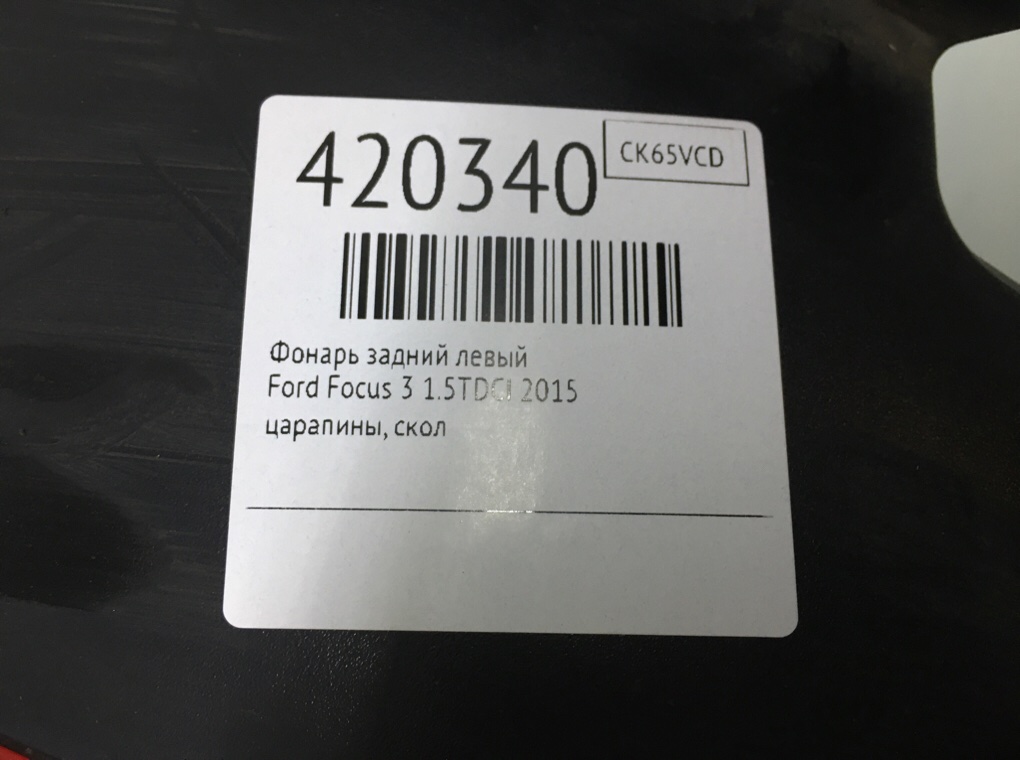 420340
CK65VCD
Фонарь задний левый
Ford Focus 3 1.5TDCI 2015
царапины, скол